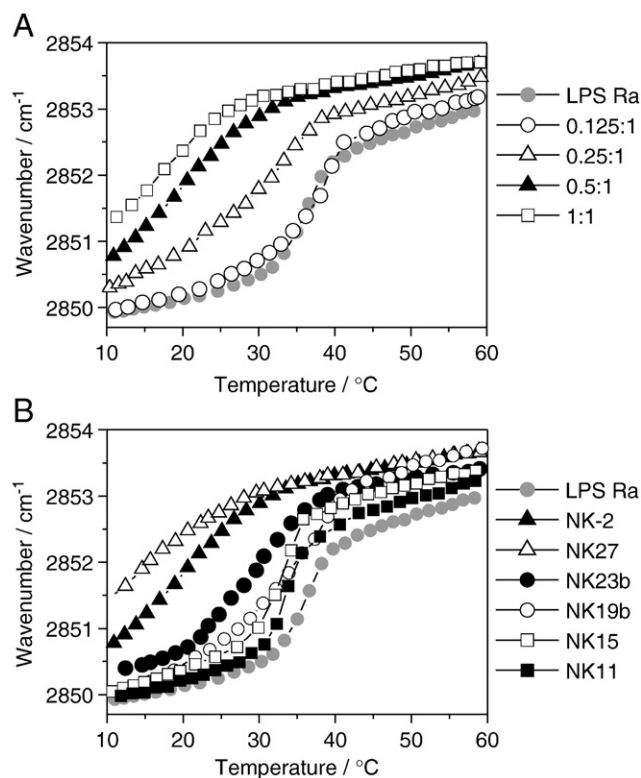 A
2854
2853
2852
2851
2850
Wavenumber / cm⁻¹
10 20 30 40 50 60
Temperature / °C
LPS Ra
0.125:1
0.25:1
0.5:1
1:1
B
2854
2853
2852
2851
2850
Wavenumber / cm⁻¹
10 20 30 40 50 60
Temperature / °C
LPS Ra
NK-2
NK27
NK23b
NK19b
NK15
NK11